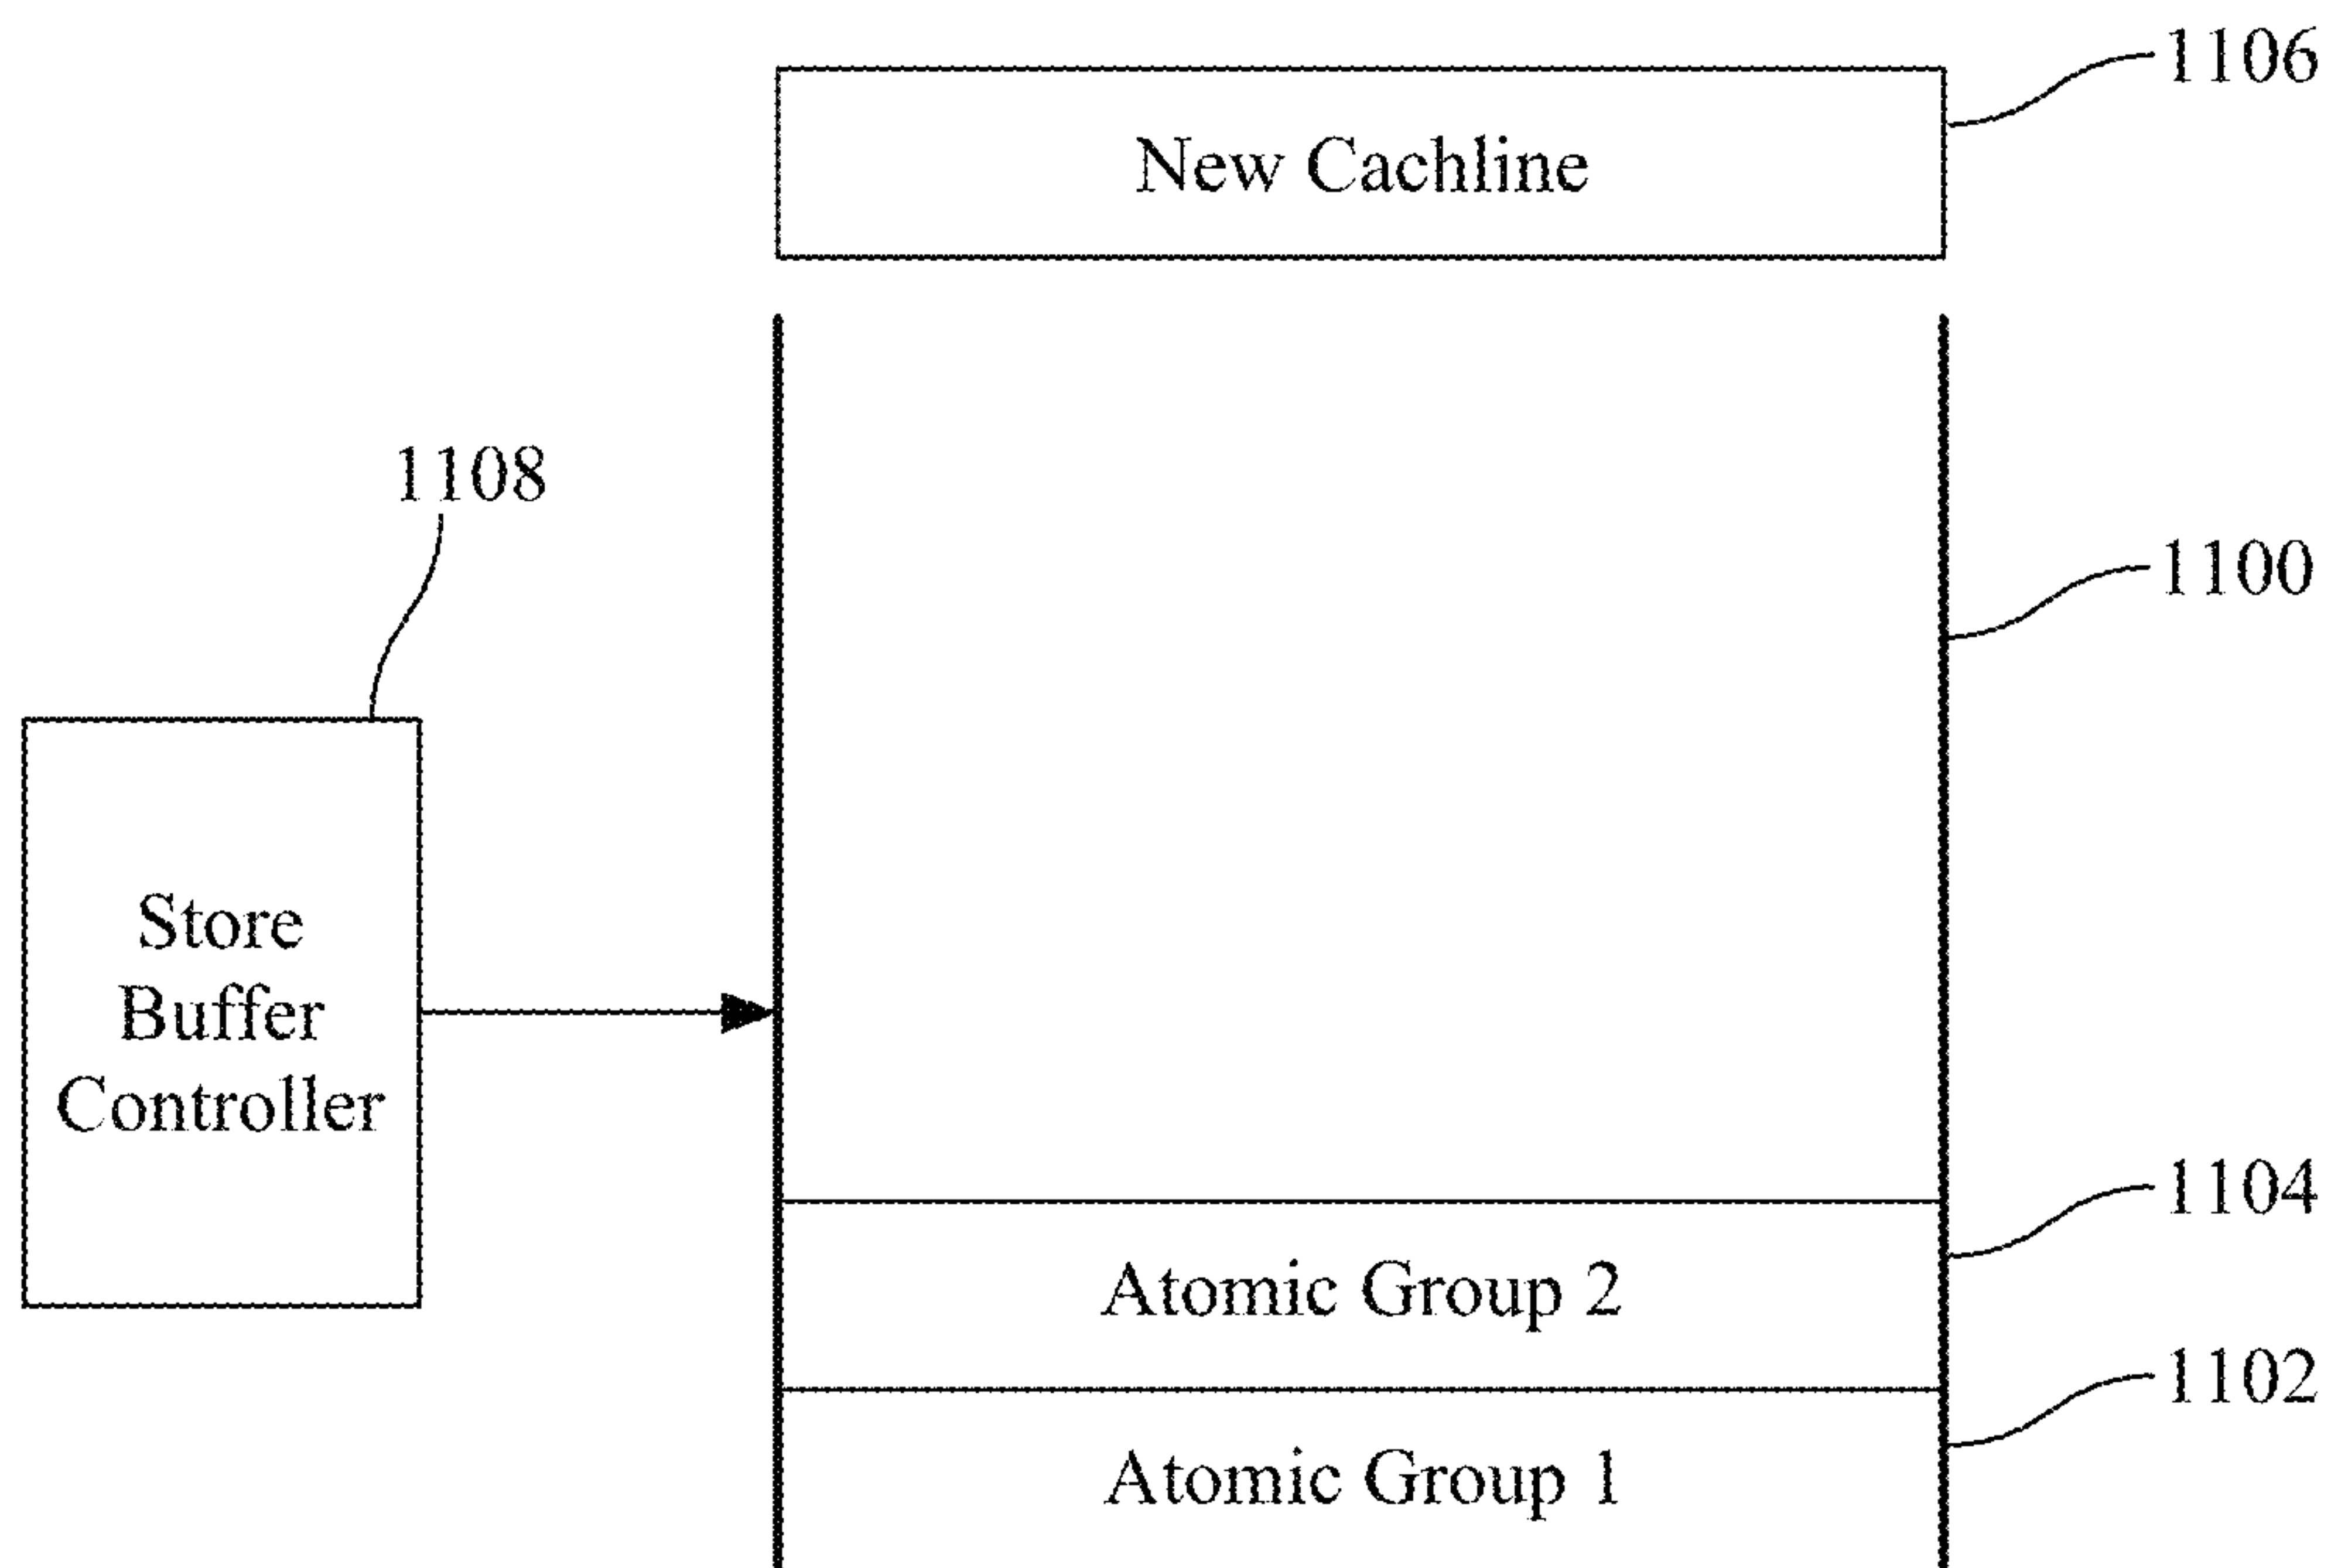 1106
New Cachline
1108
1100
Store
Buffer
Controller
1104
Atomic Group 2
1102
Atomic Group 1